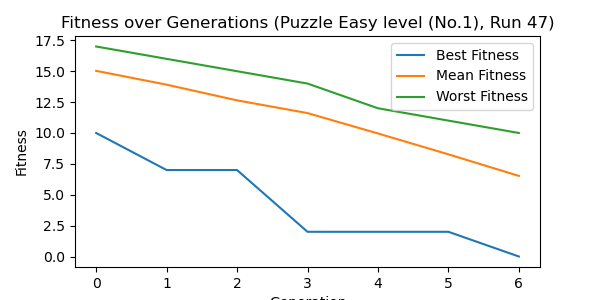 Fitness over Generations (Puzzle Easy level (No.1), Run 47)
17.5
15.0
12.5
10.0
7.5
5.0
2.5
0.0
Fitness
Best Fitness
Mean Fitness
Worst Fitness
0 1 2 3 4 5 6
Generation